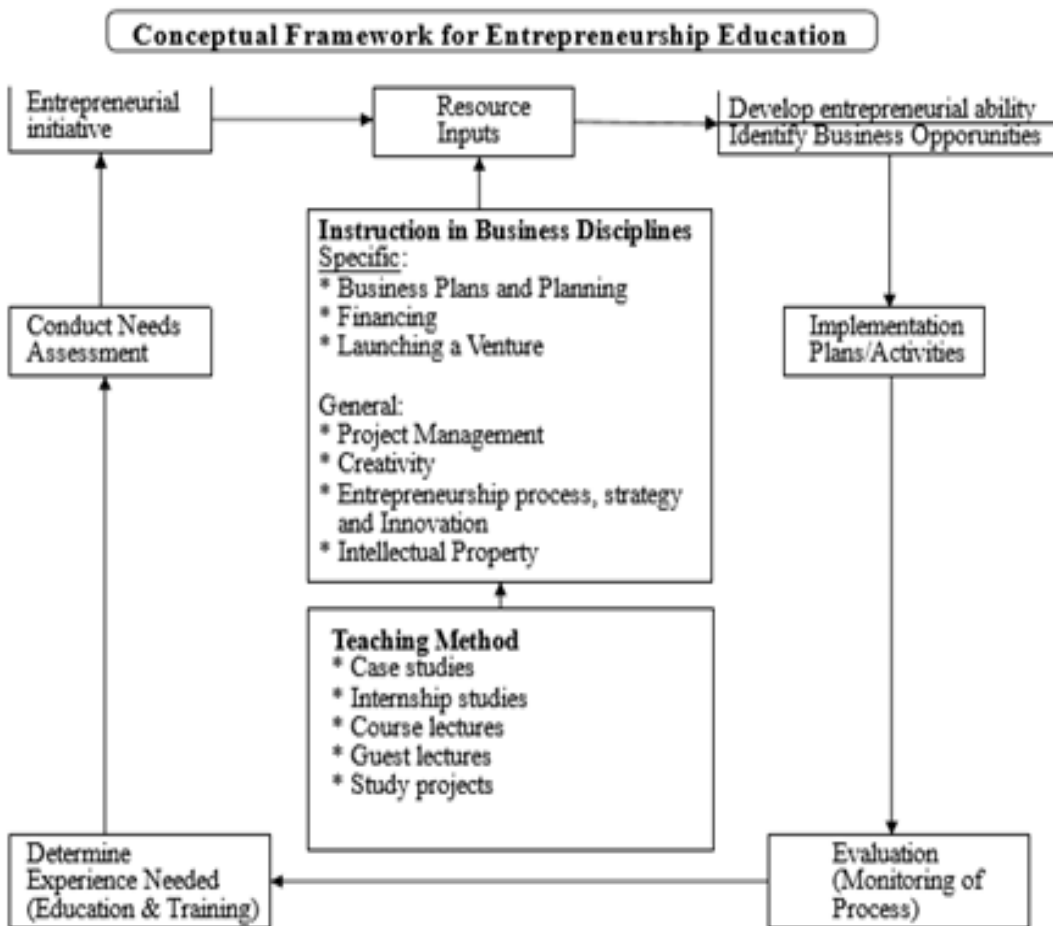 Conceptual Framework for Entrepreneurship Education
Entrepreneurial
initiative
Resource
Inputs
Develop entrepreneurial ability
Identify Business Opporunities
Instruction in Business Disciplines
Specific:
* Business Plans and Planning
* Financing
* Launching a Venture
General:
* Project Management
* Creativity
* Entrepreneurship process, strategy
and Innovation
* Intellectual Property
Conduct Needs
Assessment
Implementation
Plans/Activities
Teaching Method
* Case studies
* Internship studies
* Course lectures
* Guest lectures
* Study projects
Determine
Experience Needed
(Education & Training)
Evaluation
(Monitoring of
Process)